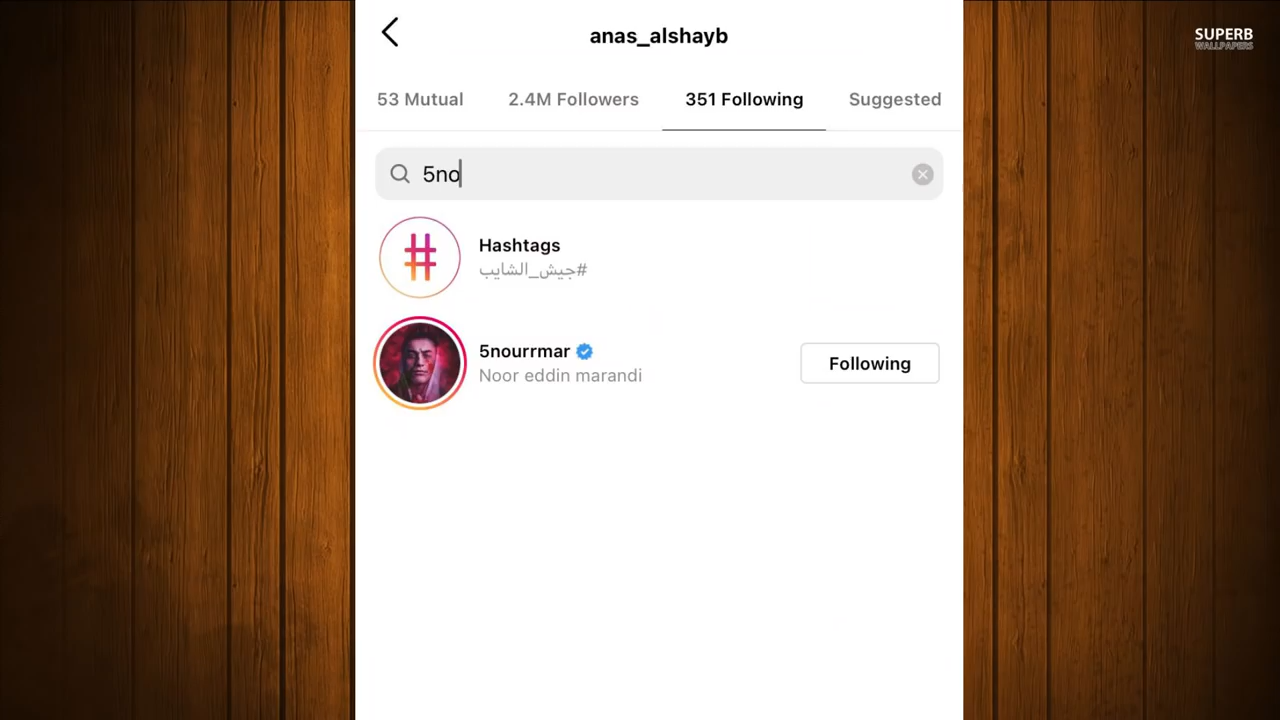 anas_alshayb
53 Mutual 2.4M Followers 351 Following Suggested
5no
Hashtags
#جيش_الشايب
5nourrmar
Noor eddin marandi
Following
SUPERB
WALLPAPERS